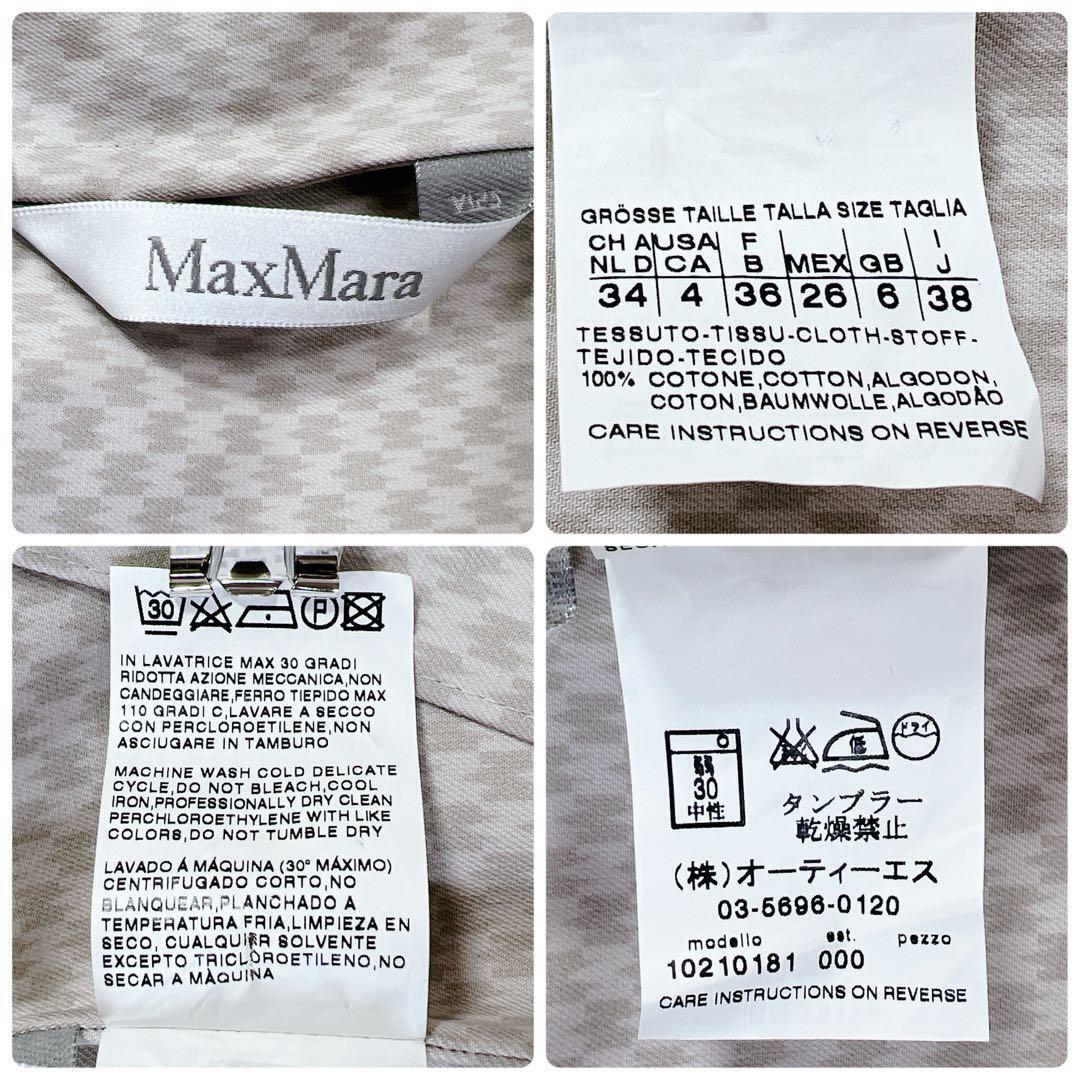 MaxMara
GRÖSSE TAILLE TALLA SIZE TAGLIA
CH A USA F I
NL D CA B MEX GB J
34 4 36 26 6 38
TESSUTO-TISSU-CLOTH-STOFF-
TEJIDO-TECIDO
100% COTONE,COTTON,ALGODON,
COTON,BAUMWOLLE,ALGODÃO
CARE INSTRUCTIONS ON REVERSE
30 P
IN LAVATRICE MAX 30 GRADI
RIDOTTA AZIONE MECCANICA,NON
CANDEGGIARE,FERRO TIEPIDO MAX
110 GRADI C,LAVARE A SECCO
CON PERCLOROETILENE,NON
ASCIUGARE IN TAMBURO
MACHINE WASH COLD DELICATE
CYCLE,DO NOT BLEACH,COOL
IRON,PROFESSIONALLY DRY CLEAN
PERCHLOROETHYLENE WITH LIKE
COLORS,DO NOT TUMBLE DRY
LAVADO Á MÁQUINA (30° MÁXIMO)
CENTRIFUGADO CORTO,NO
BLANQUEAR,PLANCHADO A
TEMPERATURA FRIA,LIMPIEZA EN
SECO, CUALQUIER SOLVENTE
EXCEPTO TRICLOROETILENO,NO
SECAR A MÀQUINA
弱
30
中性
低
ドライ
タンブラー
乾燥禁止
(株)オーティーエス
03-5696-0120
modello est. pezzo
10210181 000
CARE INSTRUCTIONS ON REVERSE